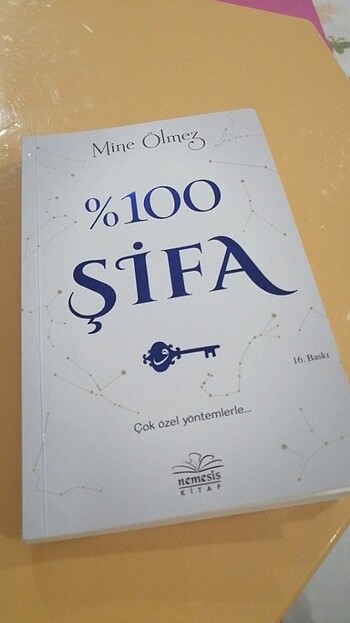 Mine Ölmez
%100
ŞİFA
16. Baskı
Çok özel yöntemlerle...
nemesis
KİTAP